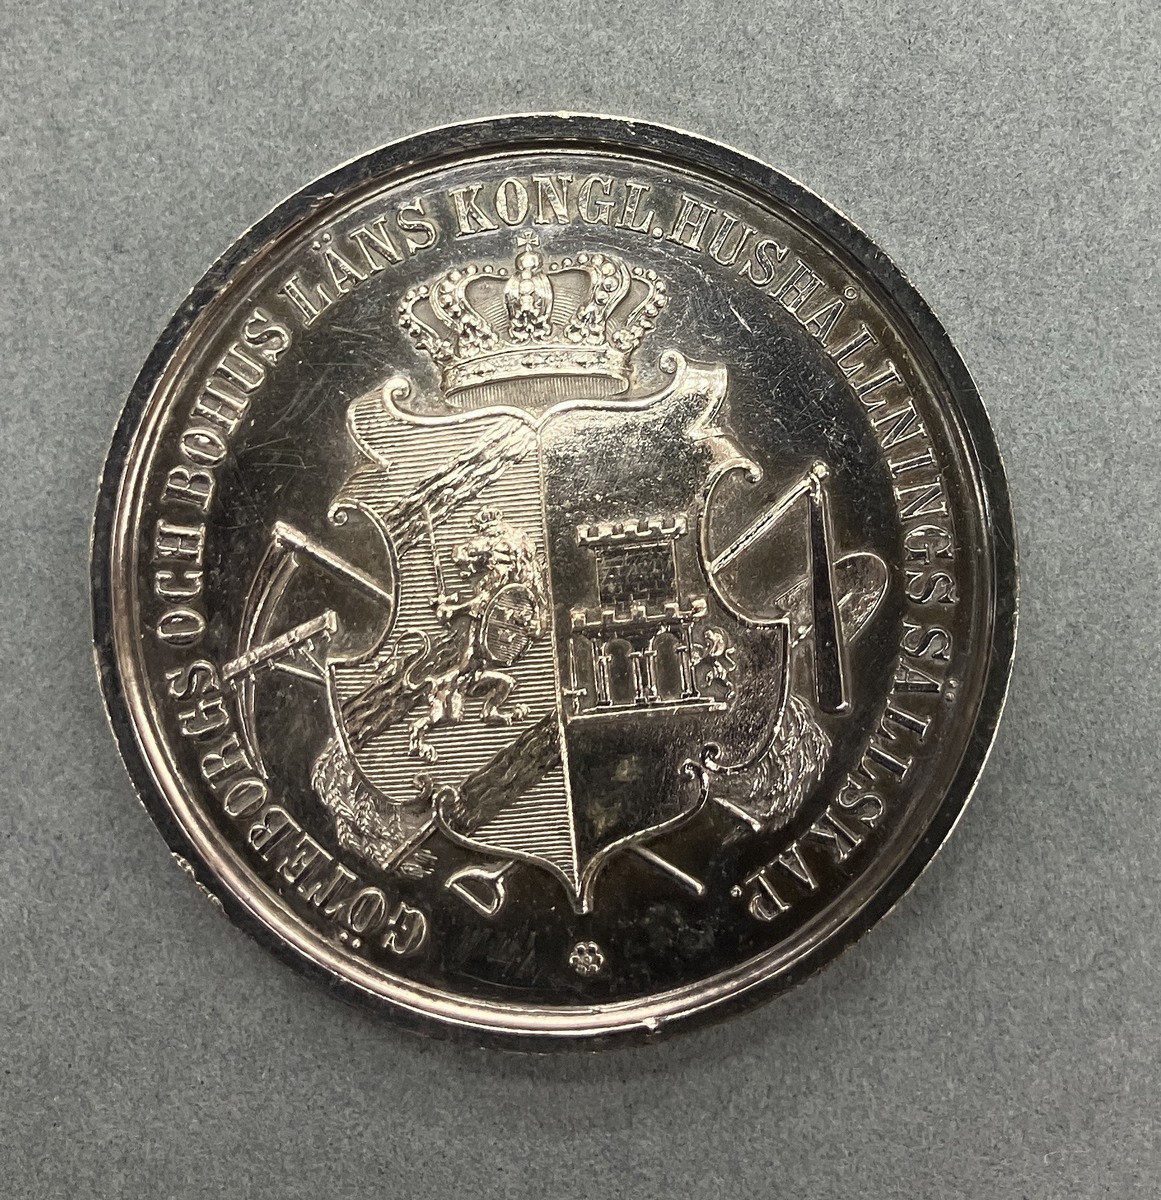 GÖTEBORGS OCH BOHUS LÄNS KONGL. HUSHÅLLNINGS SÄLLSKAP.